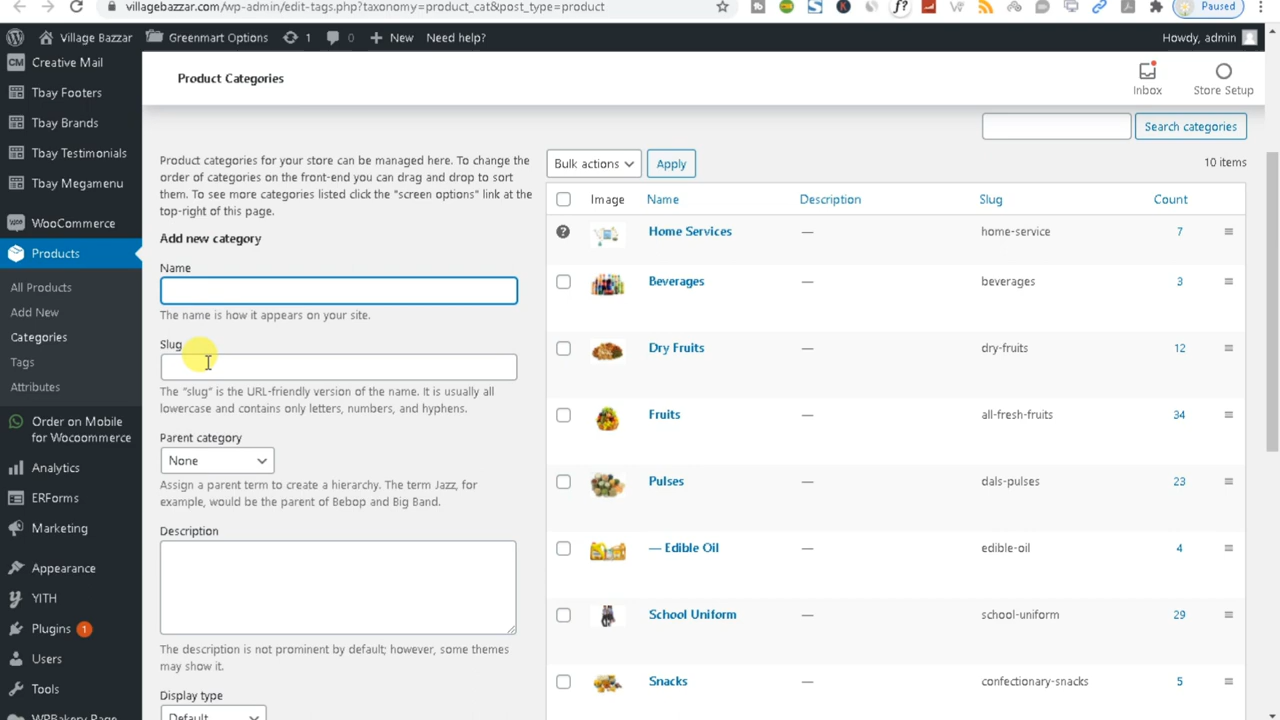 villagebazzar.com/wp-admin/edit-tags.php?taxonomy=product_cat&post_type=product
Paused
Village Bazzar
Greenmart Options
1
0
New
Need help?
Howdy, admin
CM Creative Mail
Tbay Footers
Tbay Brands
Tbay Testimonials
Tbay Megamenu
WooCommerce
Products
All Products
Add New
Categories
Tags
Attributes
Order on Mobile
for Wocoommerce
Analytics
ERForms
Marketing
Appearance
YITH
Plugins 1
Users
Tools
WPBakery Page
Product Categories
Inbox
Store Setup
Search categories
Product categories for your store can be managed here. To change the
order of categories on the front-end you can drag and drop to sort
them. To see more categories listed click the "screen options" link at the
top-right of this page.
Add new category
Name
The name is how it appears on your site.
Slug
The "slug" is the URL-friendly version of the name. It is usually all
lowercase and contains only letters, numbers, and hyphens.
Parent category
None
Assign a parent term to create a hierarchy. The term Jazz, for
example, would be the parent of Bebop and Big Band.
Description
The description is not prominent by default; however, some themes
may show it.
Display type
Default
Bulk actions
Apply
10 items
Image Name Description Slug Count
Home Services — home-service 7
Beverages — beverages 3
Dry Fruits — dry-fruits 12
Fruits — all-fresh-fruits 34
Pulses — dals-pulses 23
— Edible Oil — edible-oil 4
School Uniform — school-uniform 29
Snacks — confectionary-snacks 5